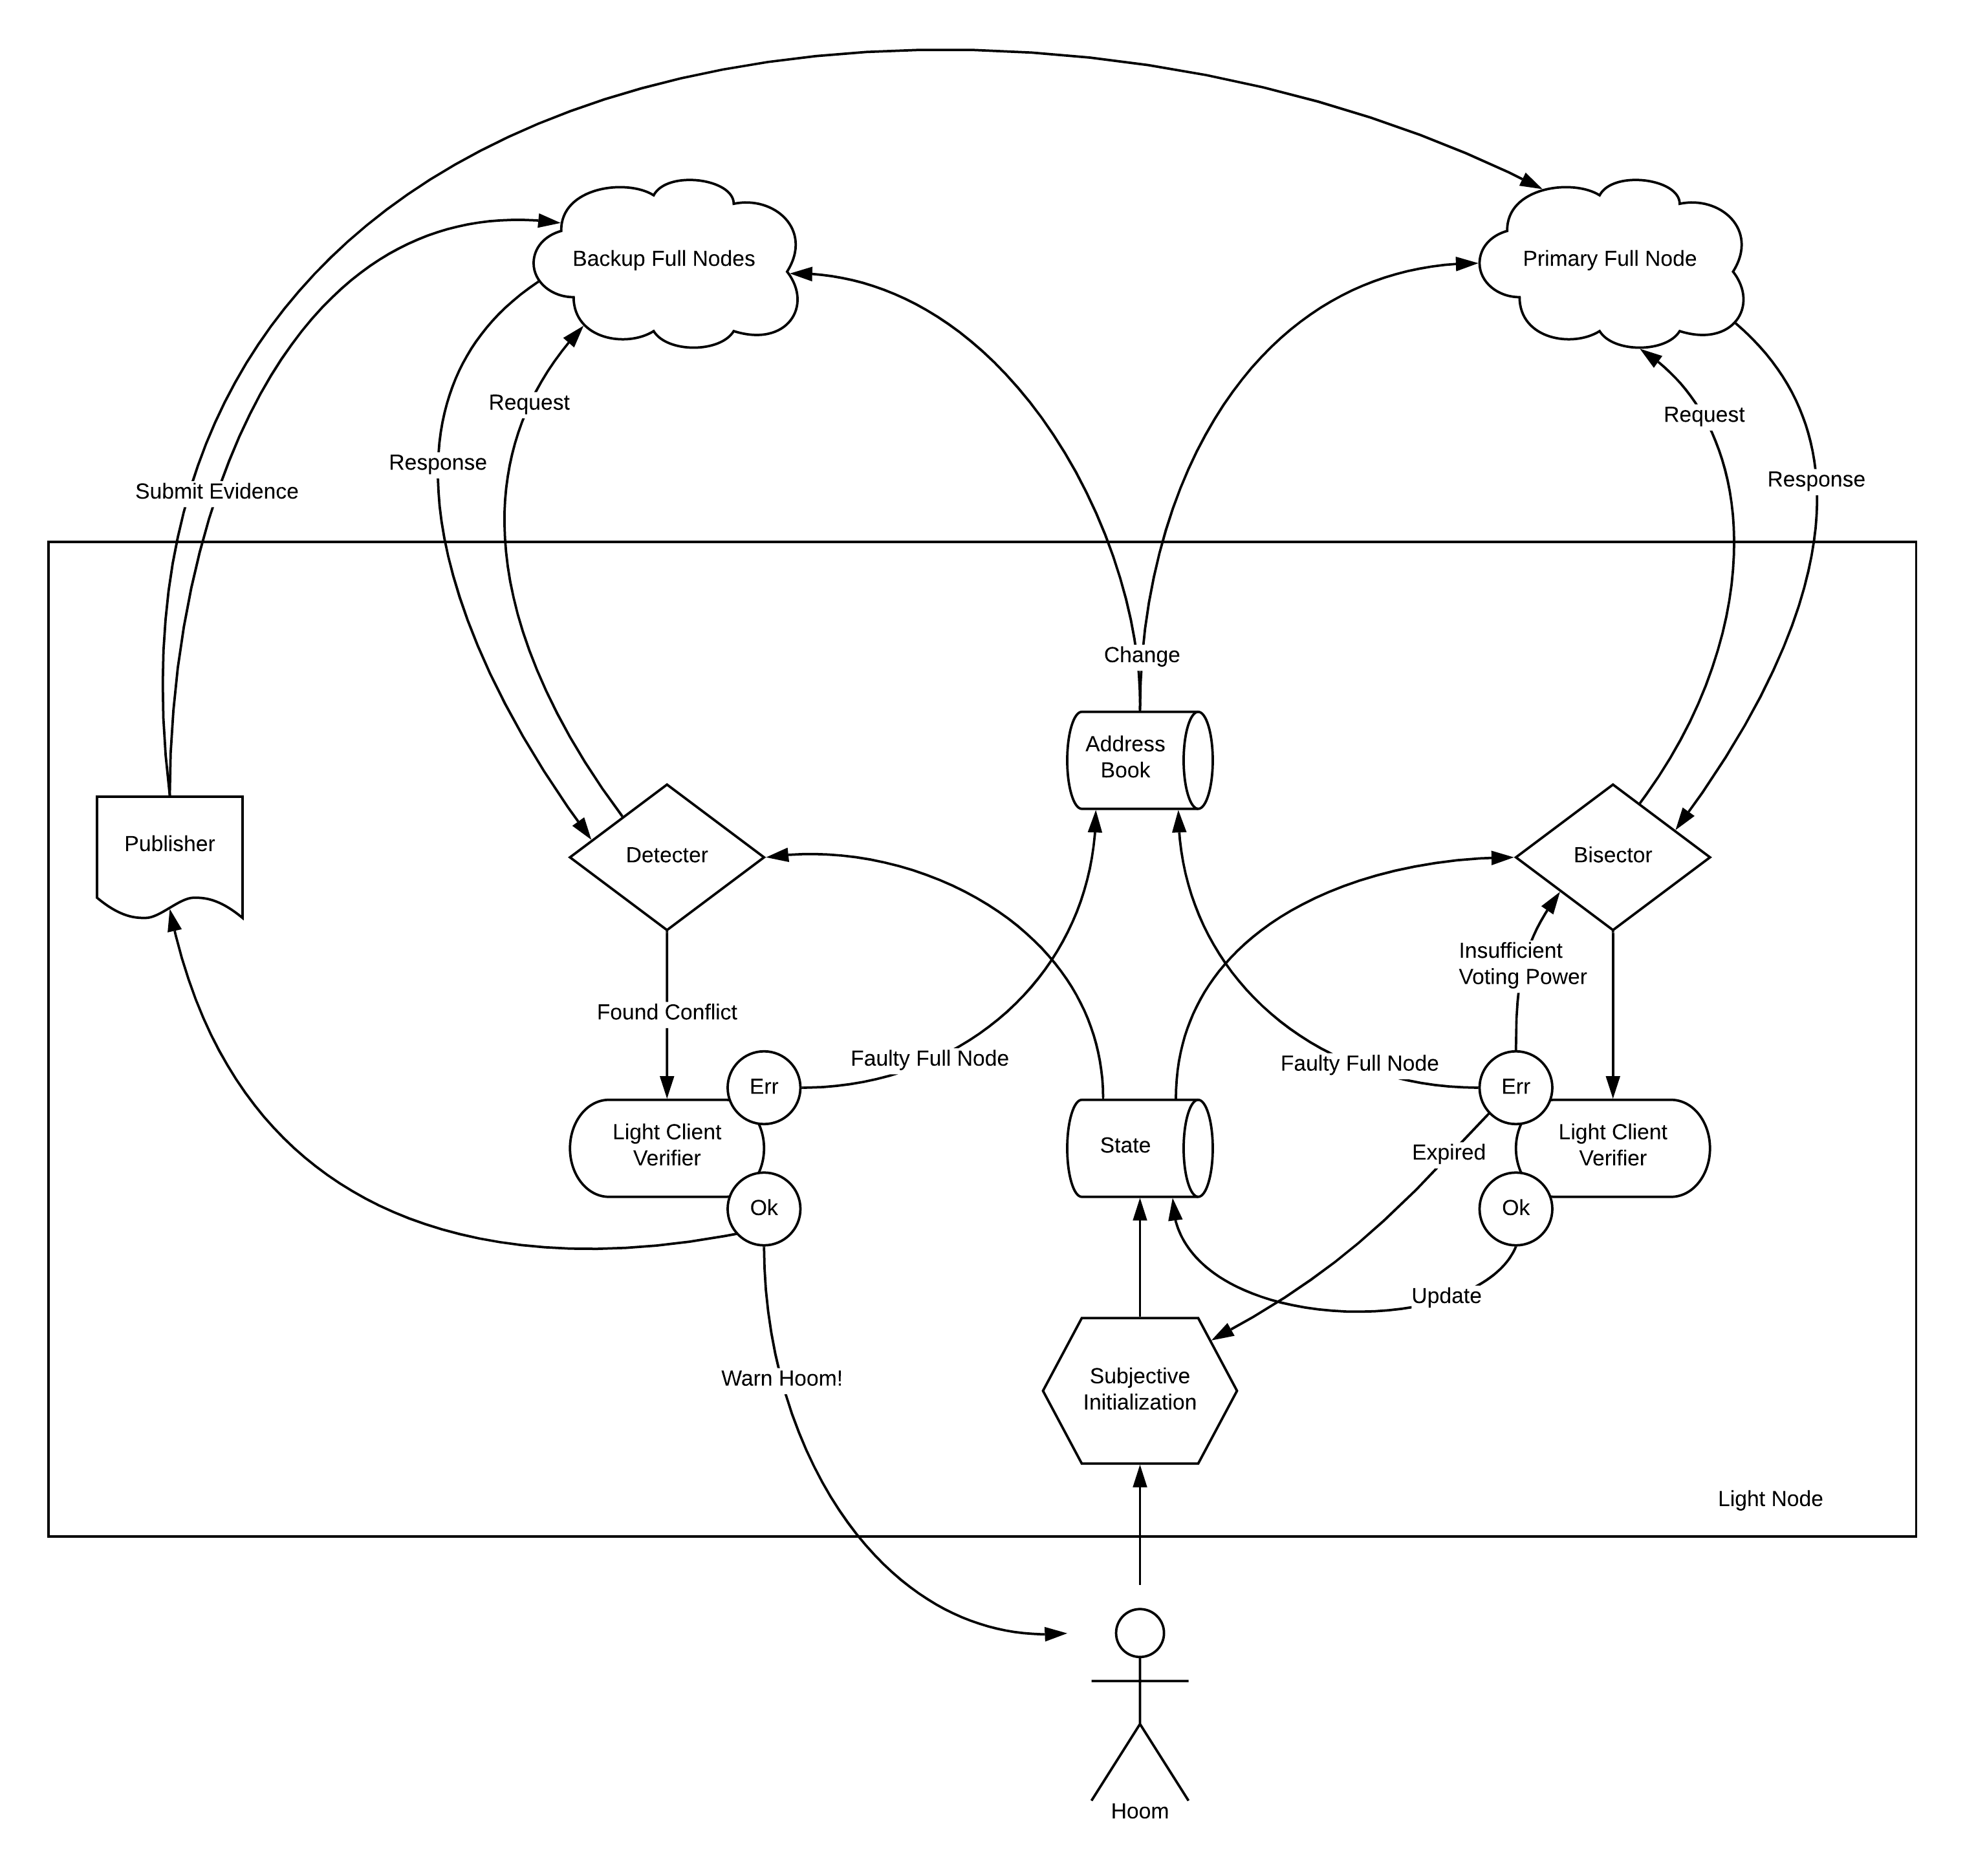 Backup Full Nodes
Primary Full Node
Request
Request
Response
Response
Submit Evidence
Change
Address
Book
Publisher
Detecter
Bisector
Insufficient
Voting Power
Found Conflict
Faulty Full Node
Faulty Full Node
Err
Err
Light Client
Verifier
State
Expired
Light Client
Verifier
Ok
Ok
Update
Warn Hoom!
Subjective
Initialization
Light Node
Hoom